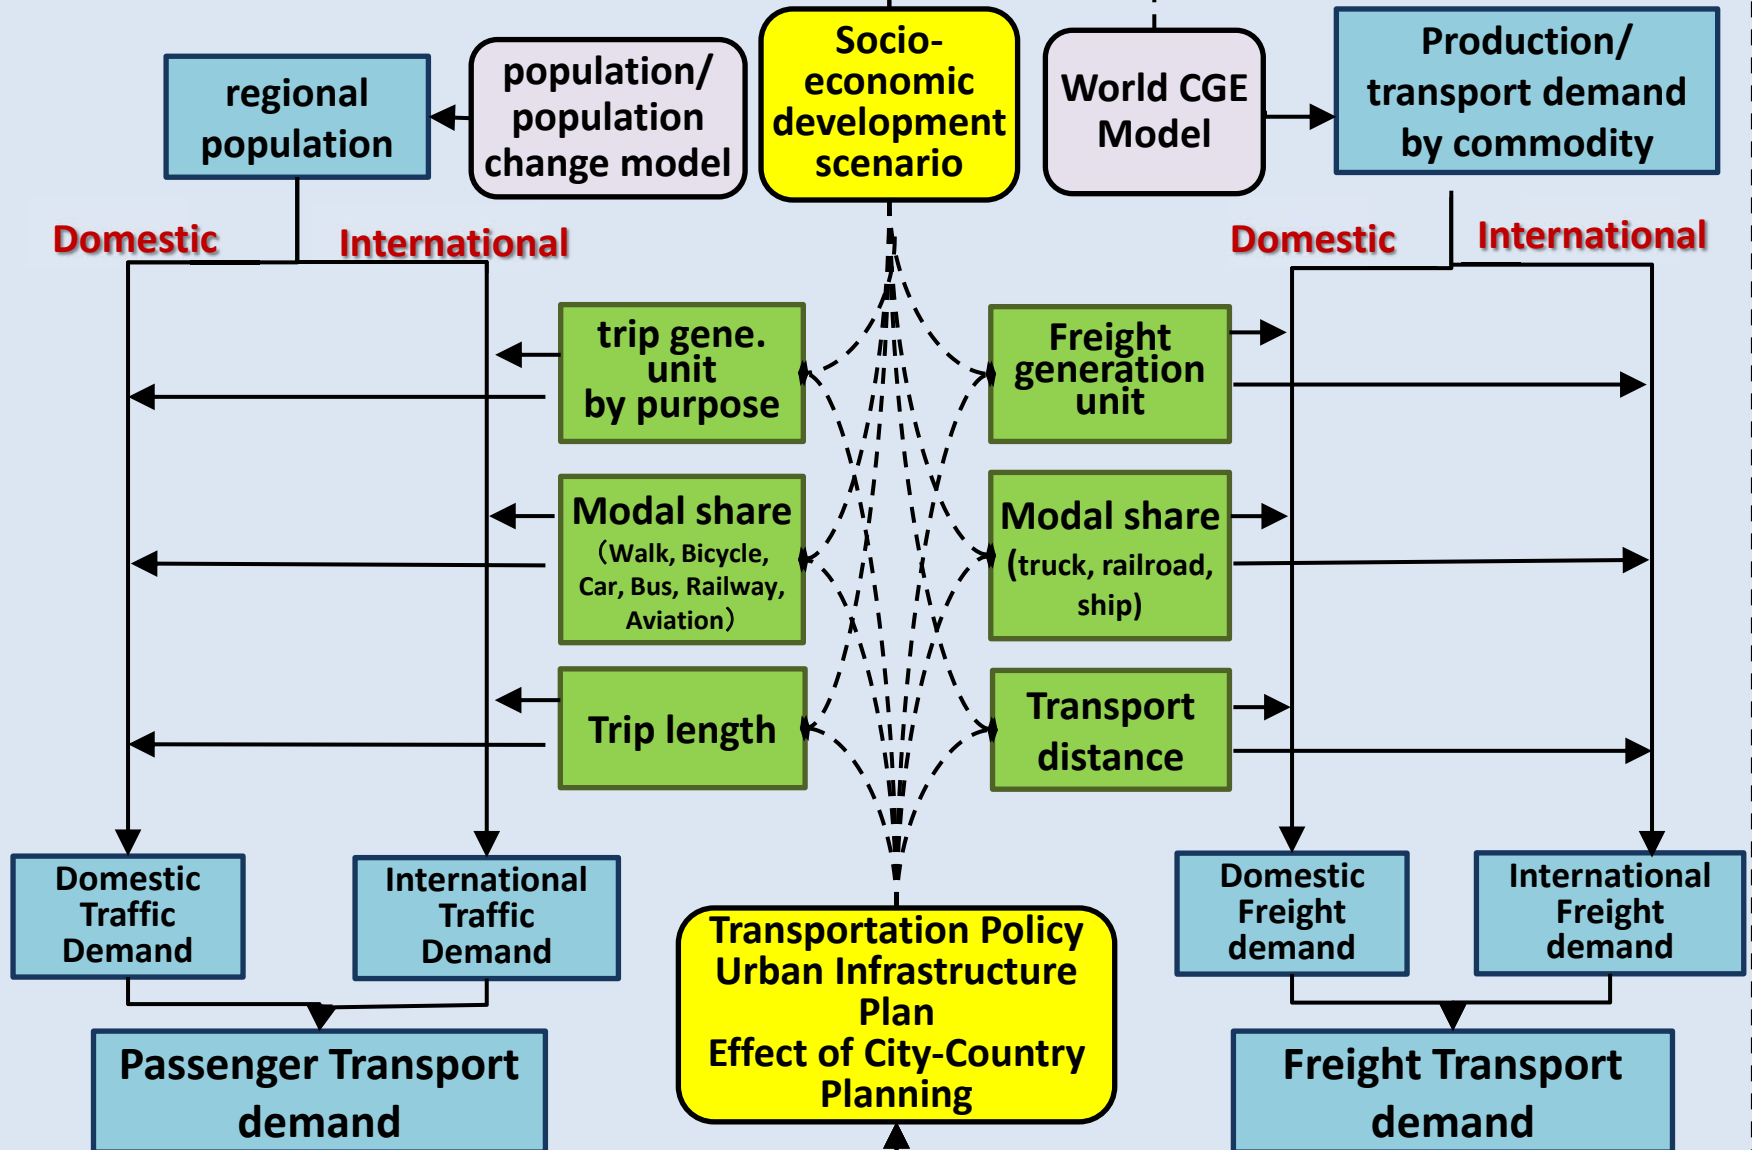 regional
population
population/
population
change model
Socio-
economic
development
scenario
World CGE
Model
Production/
transport demand
by commodity
Domestic
International
Domestic
International
trip gene.
unit
by purpose
Freight
generation
unit
Modal share
（Walk, Bicycle,
Car, Bus, Railway,
Aviation）
Modal share
(truck, railroad,
ship)
Trip length
Transport
distance
Domestic
Traffic
Demand
International
Traffic
Demand
Transportation Policy
Urban Infrastructure
Plan
Effect of City-Country
Planning
Domestic
Freight
demand
International
Freight
demand
Passenger Transport
demand
Freight Transport
demand